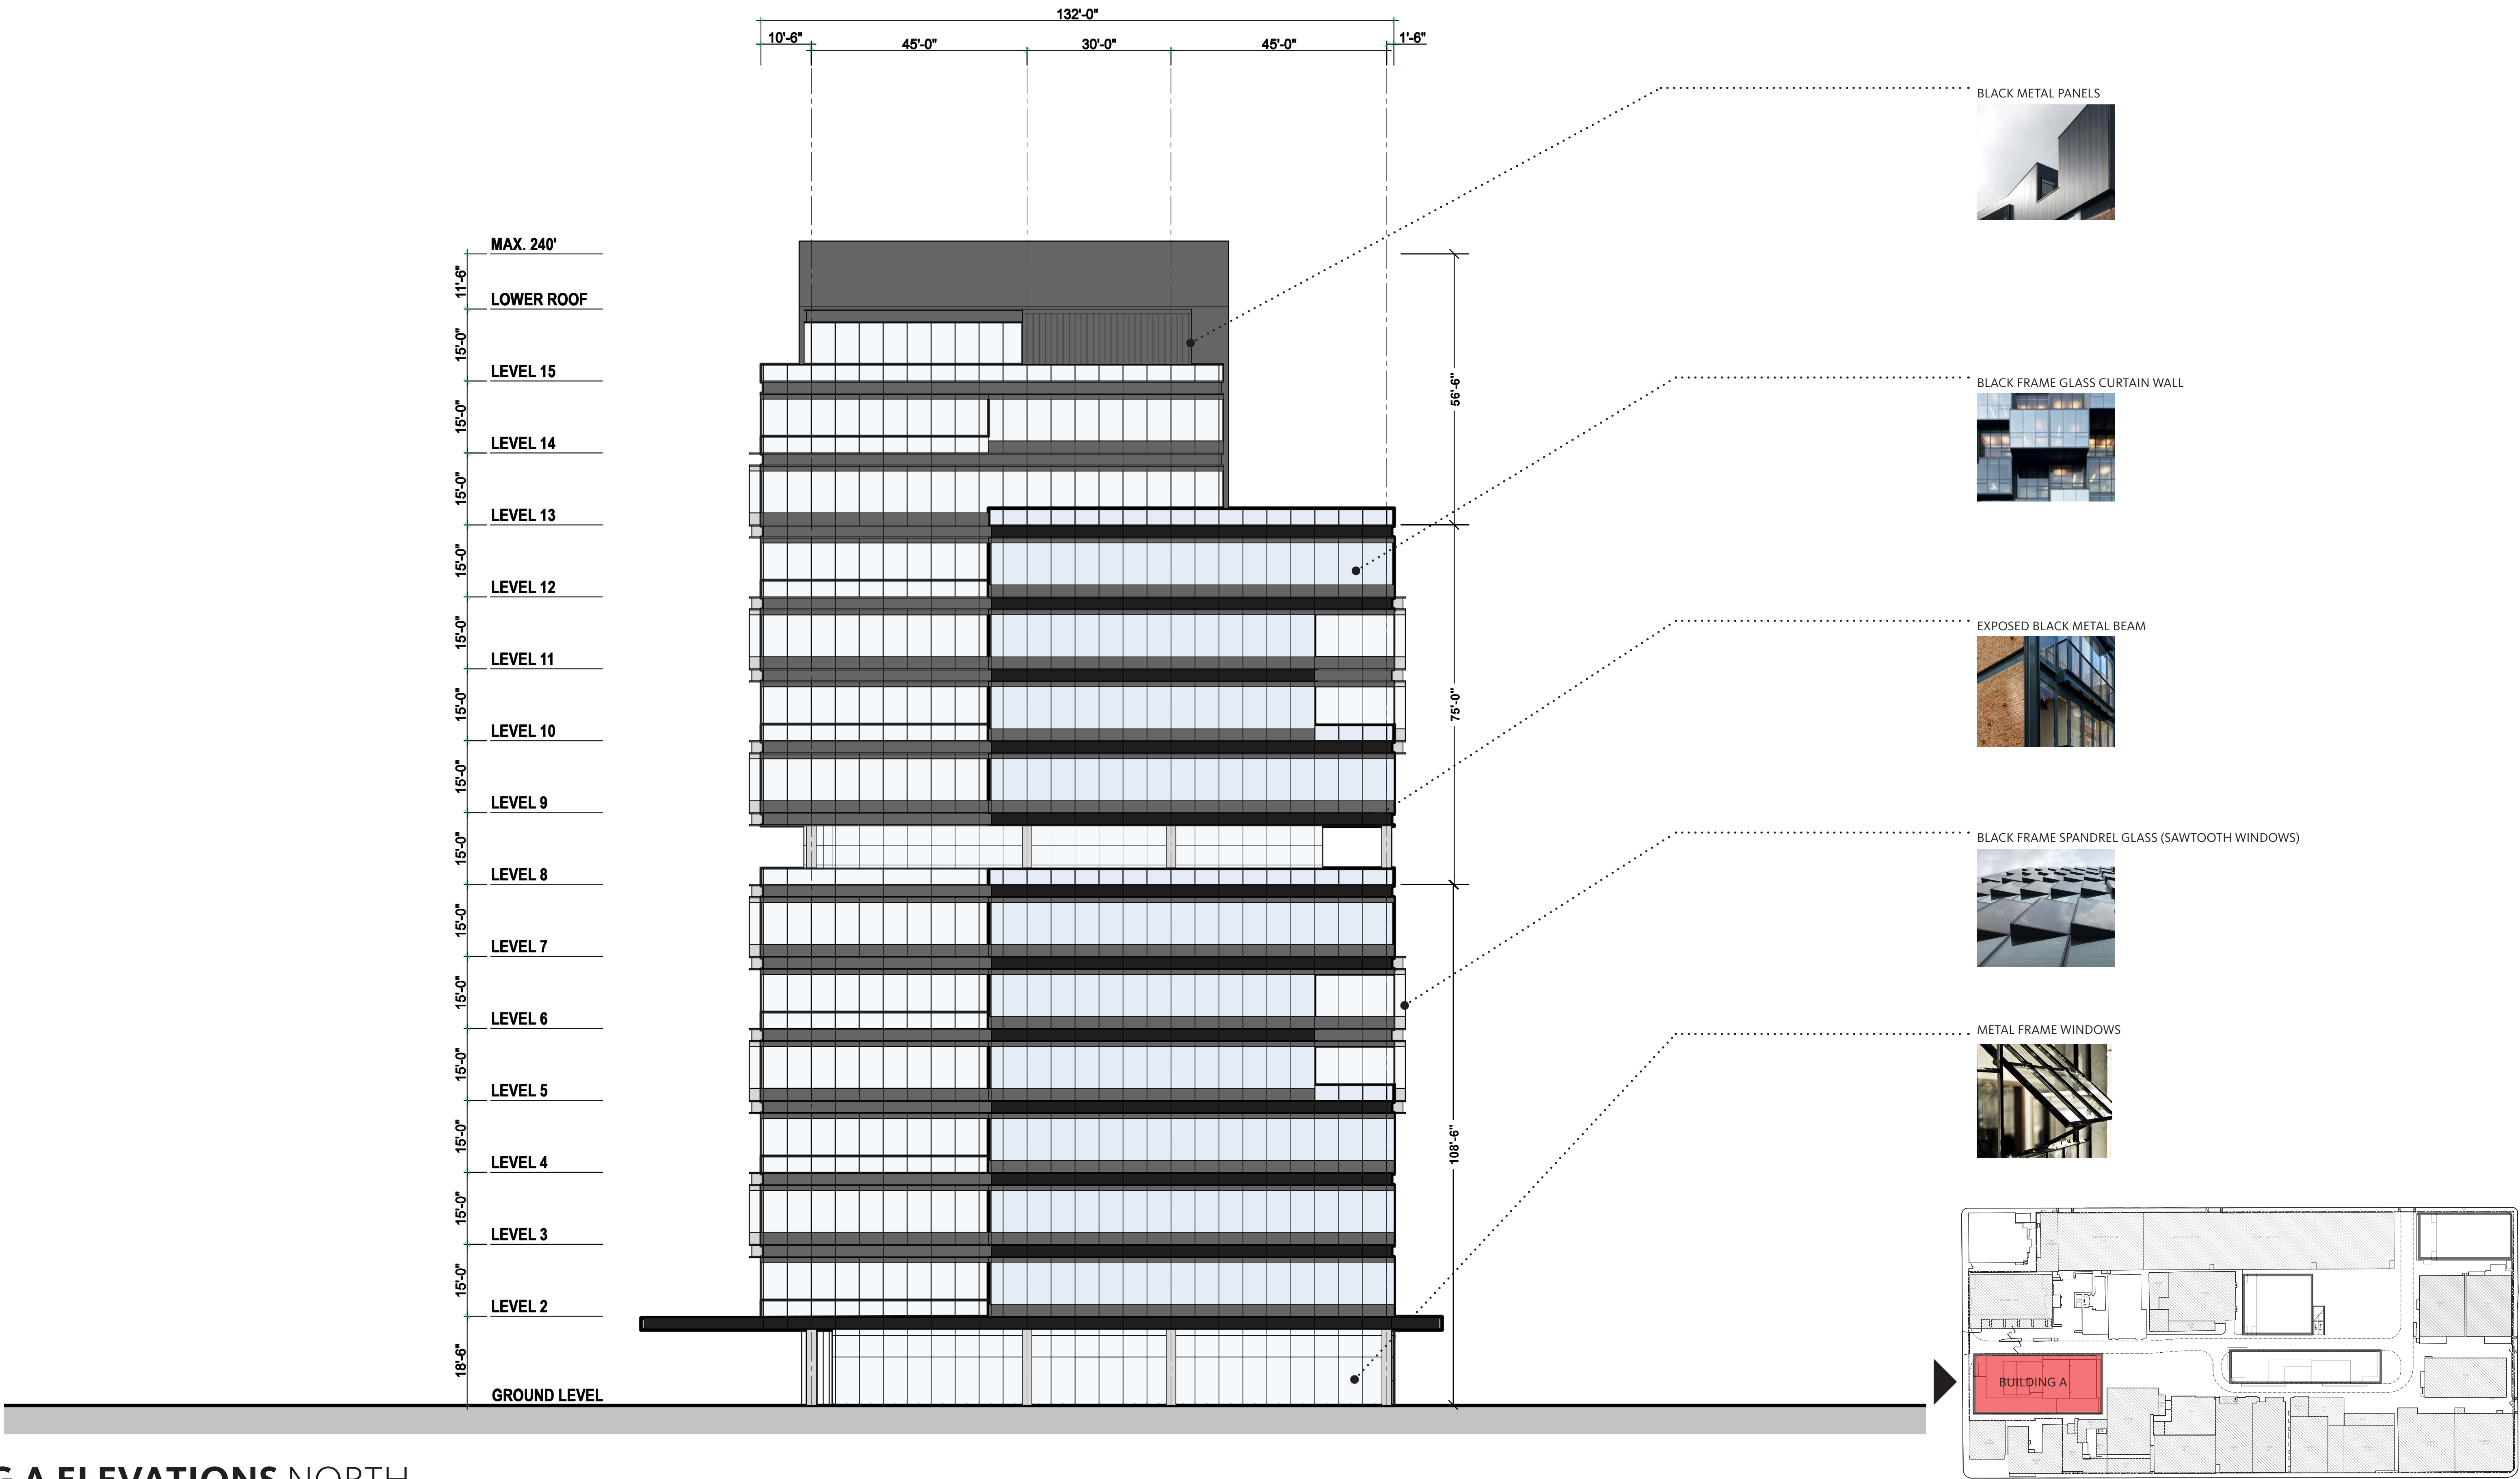 132'-0"
10'-6"
45'-0"
30'-0"
45'-0"
1'-6"
BLACK METAL PANELS
MAX. 240'
11'-6"
LOWER ROOF
15'-0"
LEVEL 15
15'-0"
LEVEL 14
15'-0"
LEVEL 13
15'-0"
LEVEL 12
15'-0"
LEVEL 11
15'-0"
LEVEL 10
15'-0"
LEVEL 9
15'-0"
LEVEL 8
15'-0"
LEVEL 7
15'-0"
LEVEL 6
15'-0"
LEVEL 5
15'-0"
LEVEL 4
15'-0"
LEVEL 3
15'-0"
LEVEL 2
18'-6"
GROUND LEVEL
56'-6"
75'-0"
108'-6"
BLACK FRAME GLASS CURTAIN WALL
EXPOSED BLACK METAL BEAM
BLACK FRAME SPANDREL GLASS (SAWTOOTH WINDOWS)
METAL FRAME WINDOWS
BUILDING A
G A ELEVATIONS NORTH